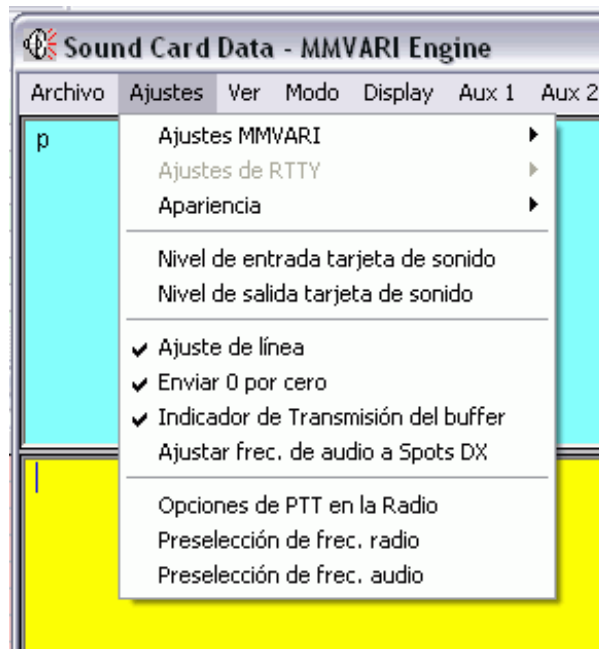 Sound Card Data - MMVARI Engine
Archivo Ajustes Ver Modo Display Aux 1 Aux 2
p
Ajustes MMVARI
Ajustes de RTTY
Apariencia
Nivel de entrada tarjeta de sonido
Nivel de salida tarjeta de sonido
Ajuste de línea
Enviar 0 por cero
Indicador de Transmisión del buffer
Ajustar frec. de audio a Spots DX
Opciones de PTT en la Radio
Preselección de frec. radio
Preselección de frec. audio